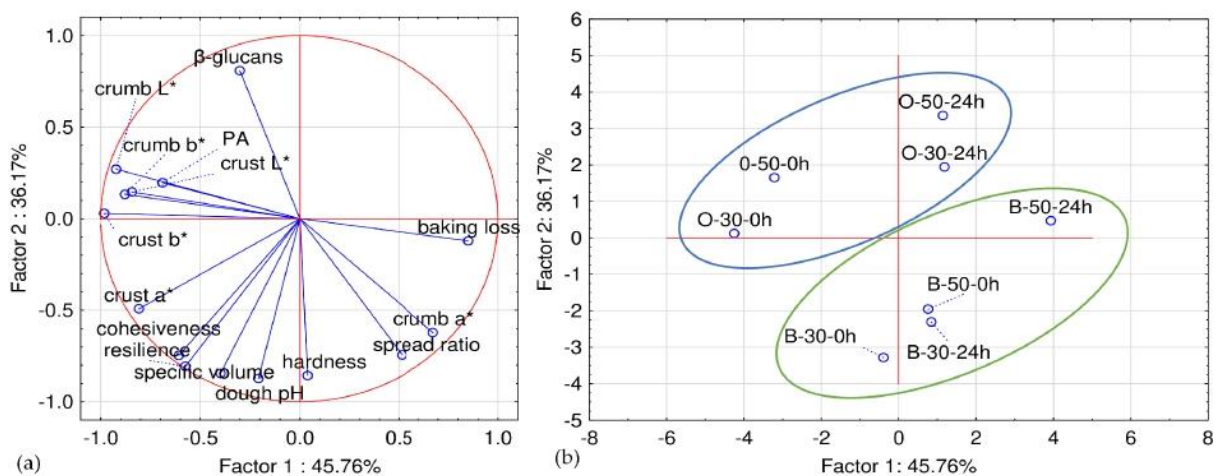 1.0
0.5
0.0
-0.5
-1.0
Factor 2 : 36.17%
β-glucans
crumb L*
crumb b*
PA
crust L*
crust b*
baking loss
crust a*
crumb a*
cohesiveness
resilience
spread ratio
specific volume
hardness
dough pH
-1.0 -0.5 0.0 0.5 1.0
(a)
Factor 1 : 45.76%
6
5
4
3
2
1
0
-1
-2
-3
-4
-5
Factor 2: 36.17%
O-50-24h
O-30-24h
0-50-0h
O-30-0h
B-50-24h
B-50-0h
B-30-0h
B-30-24h
-8 -6 -4 -2 0 2 4 6 8
(b)
Factor 1: 45.76%